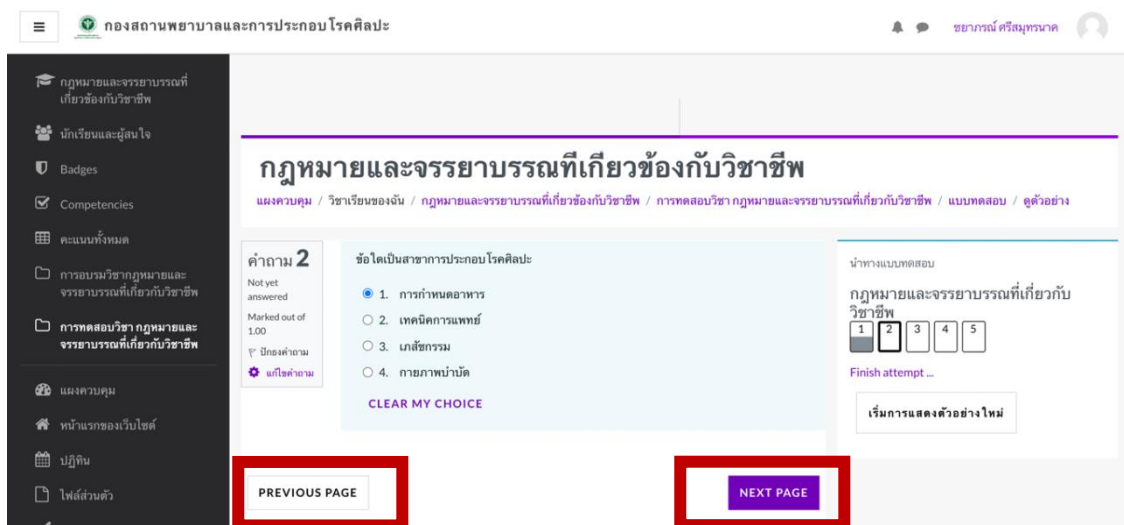 กองสถานพยาบาลและการประกอบโรคศิลปะ
ชยาภรณ์ ศรีสมุทรนาค
กฎหมายและจรรยาบรรณที่
เกี่ยวข้องกับวิชาชีพ
นักเรียนและผู้สนใจ
Badges
Competencies
คะแนนทั้งหมด
การอบรมวิชากฎหมายและ
จรรยาบรรณที่เกี่ยวกับวิชาชีพ
การทดสอบวิชา กฎหมายและ
จรรยาบรรณที่เกี่ยวกับวิชาชีพ
แผงควบคุม
หน้าแรกของเว็บไซต์
ปฏิทิน
ไฟล์ส่วนตัว
กฎหมายและจรรยาบรรณที่เกี่ยวข้องกับวิชาชีพ
แผงควบคุม / วิชาเรียนของฉัน / กฎหมายและจรรยาบรรณที่เกี่ยวข้องกับวิชาชีพ / การทดสอบวิชา กฎหมายและจรรยาบรรณที่เกี่ยวกับวิชาชีพ / แบบทดสอบ / ดูตัวอย่าง
คำถาม 2
Not yet
answered
Marked out of
1.00
ปักธงคำถาม
แก้ไขคำถาม
ข้อใดเป็นสาขาการประกอบโรคศิลปะ
1. การกำหนดอาหาร
2. เทคนิคการแพทย์
3. เภสัชกรรม
4. กายภาพบำบัด
CLEAR MY CHOICE
PREVIOUS PAGE
NEXT PAGE
นำทางแบบทดสอบ
กฎหมายและจรรยาบรรณที่เกี่ยวกับ
วิชาชีพ
1 2 3 4 5
Finish attempt ...
เริ่มการแสดงตัวอย่างใหม่